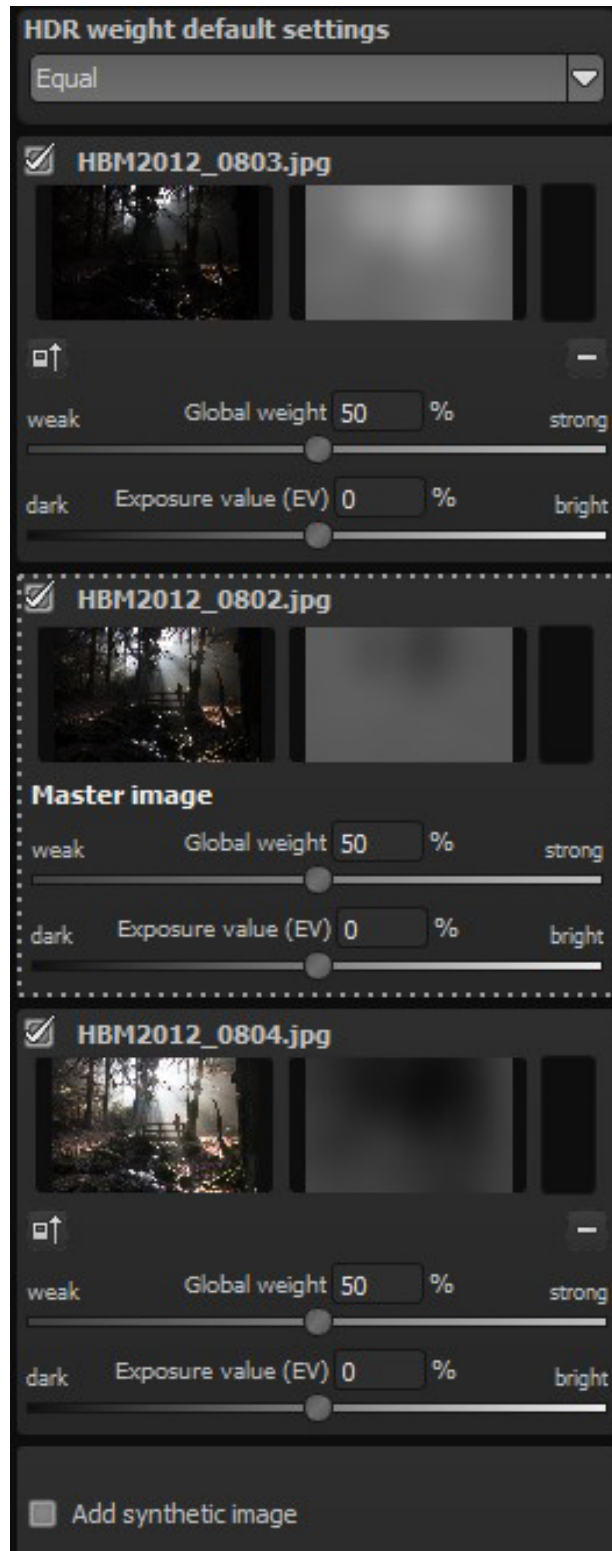 HDR weight default settings
Equal
HBM2012_0803.jpg
Global weight 50 %
weak strong
Exposure value (EV) 0 %
dark bright
HBM2012_0802.jpg
Master image
Global weight 50 %
weak strong
Exposure value (EV) 0 %
dark bright
HBM2012_0804.jpg
Global weight 50 %
weak strong
Exposure value (EV) 0 %
dark bright
Add synthetic image